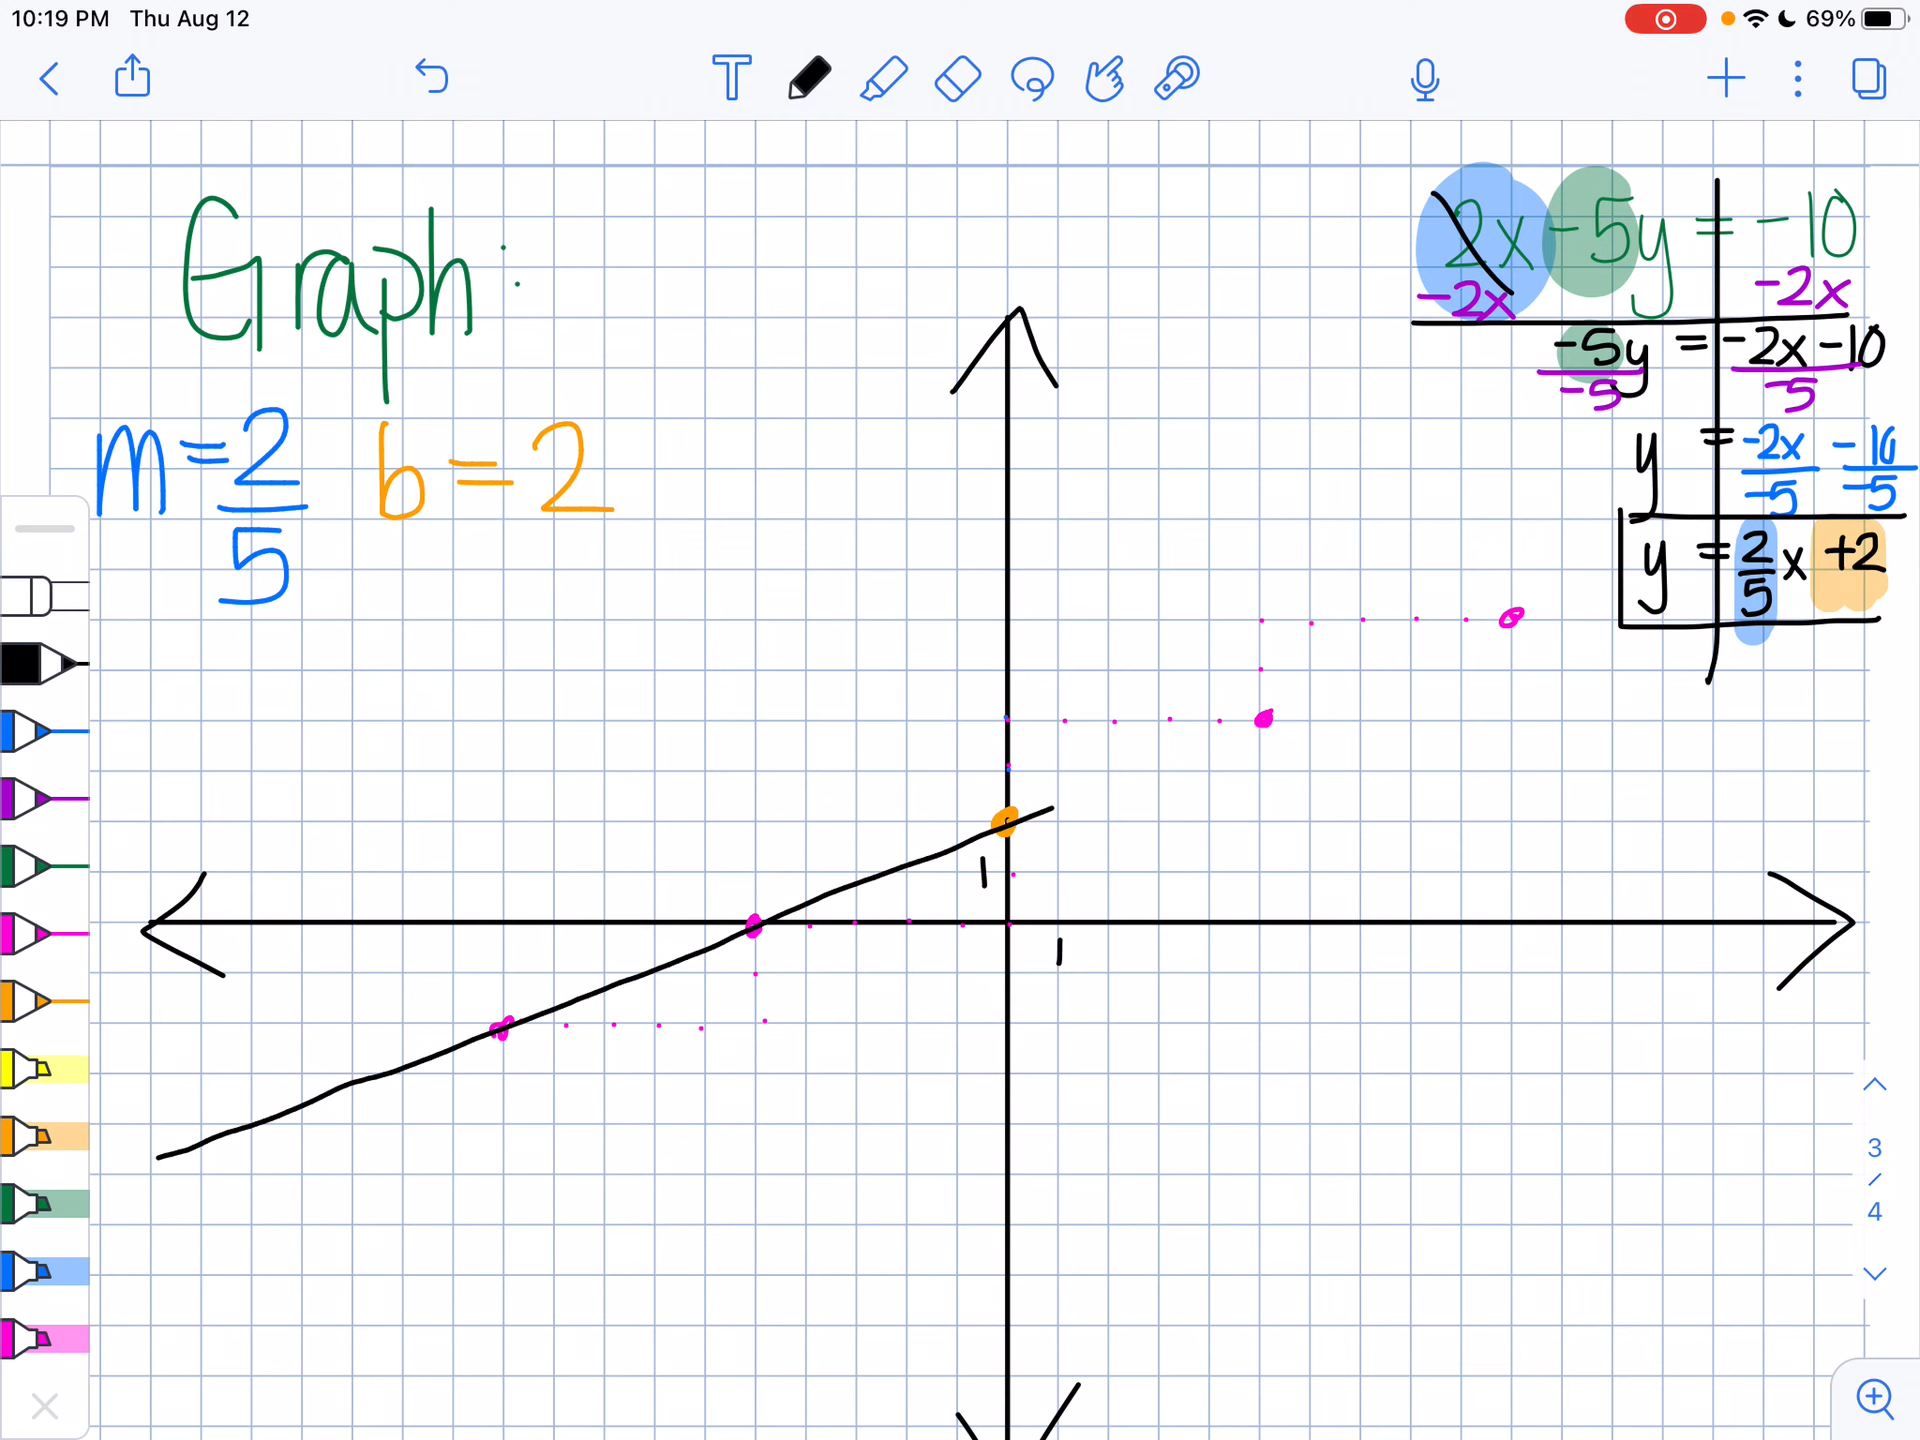 10:19 PM Thu Aug 12
69%
Graph:
m = 2/5 b = 2
2x - 5y = -10
-2x -2x
-5y = -2x - 10
-5 -5
y = -2x/-5 -10/-5
y = 2/5 x + 2
1
1
3
/
4